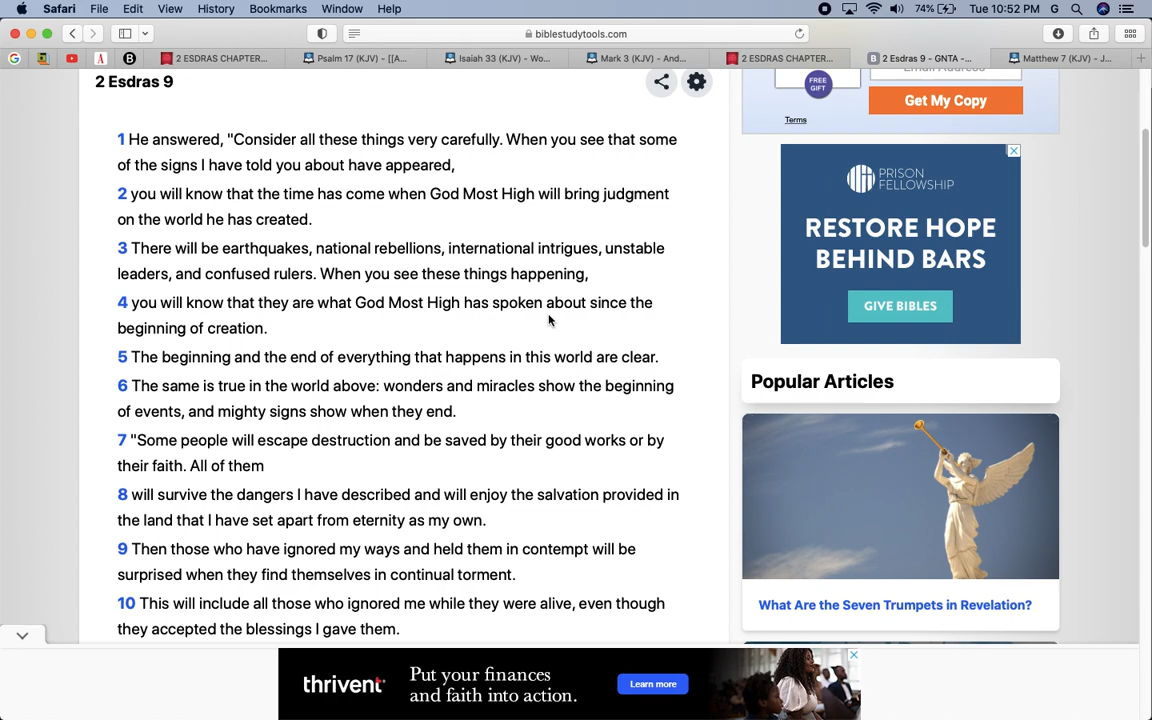 Safari File Edit View History Bookmarks Window Help 74% Tue 10:52 PM G
biblestudytools.com
2 ESDRAS CHAPTER... Psalm 17 (KJV) - [[A... Isaiah 33 (KJV) - Wo... Mark 3 (KJV) - And... 2 ESDRAS CHAPTER... 2 Esdras 9 - GNTA -... Matthew 7 (KJV) - J...
2 Esdras 9
1 He answered, "Consider all these things very carefully. When you see that some
of the signs I have told you about have appeared,
2 you will know that the time has come when God Most High will bring judgment
on the world he has created.
3 There will be earthquakes, national rebellions, international intrigues, unstable
leaders, and confused rulers. When you see these things happening,
4 you will know that they are what God Most High has spoken about since the
beginning of creation.
5 The beginning and the end of everything that happens in this world are clear.
6 The same is true in the world above: wonders and miracles show the beginning
of events, and mighty signs show when they end.
7 "Some people will escape destruction and be saved by their good works or by
their faith. All of them
8 will survive the dangers I have described and will enjoy the salvation provided in
the land that I have set apart from eternity as my own.
9 Then those who have ignored my ways and held them in contempt will be
surprised when they find themselves in continual torment.
10 This will include all those who ignored me while they were alive, even though
they accepted the blessings I gave them.
Email Address
FREE
GIFT
Get My Copy
Terms
PRISON
FELLOWSHIP
RESTORE HOPE
BEHIND BARS
GIVE BIBLES
Popular Articles
What Are the Seven Trumpets in Revelation?
thrivent
Put your finances
and faith into action.
Learn more